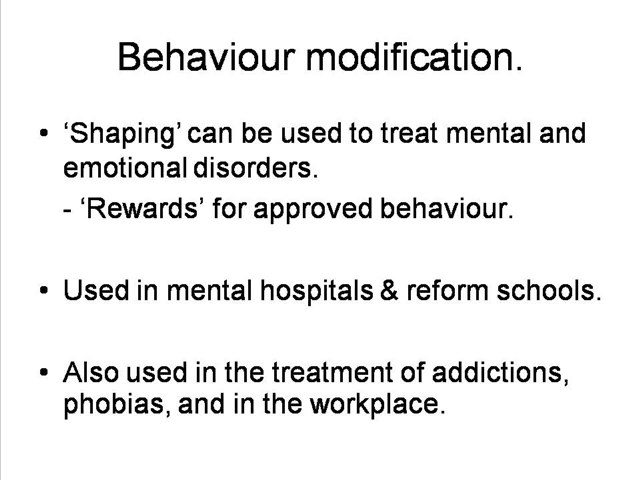 Behaviour modification.
• ‘Shaping’ can be used to treat mental and
emotional disorders.
- ‘Rewards’ for approved behaviour.
• Used in mental hospitals & reform schools.
• Also used in the treatment of addictions,
phobias, and in the workplace.